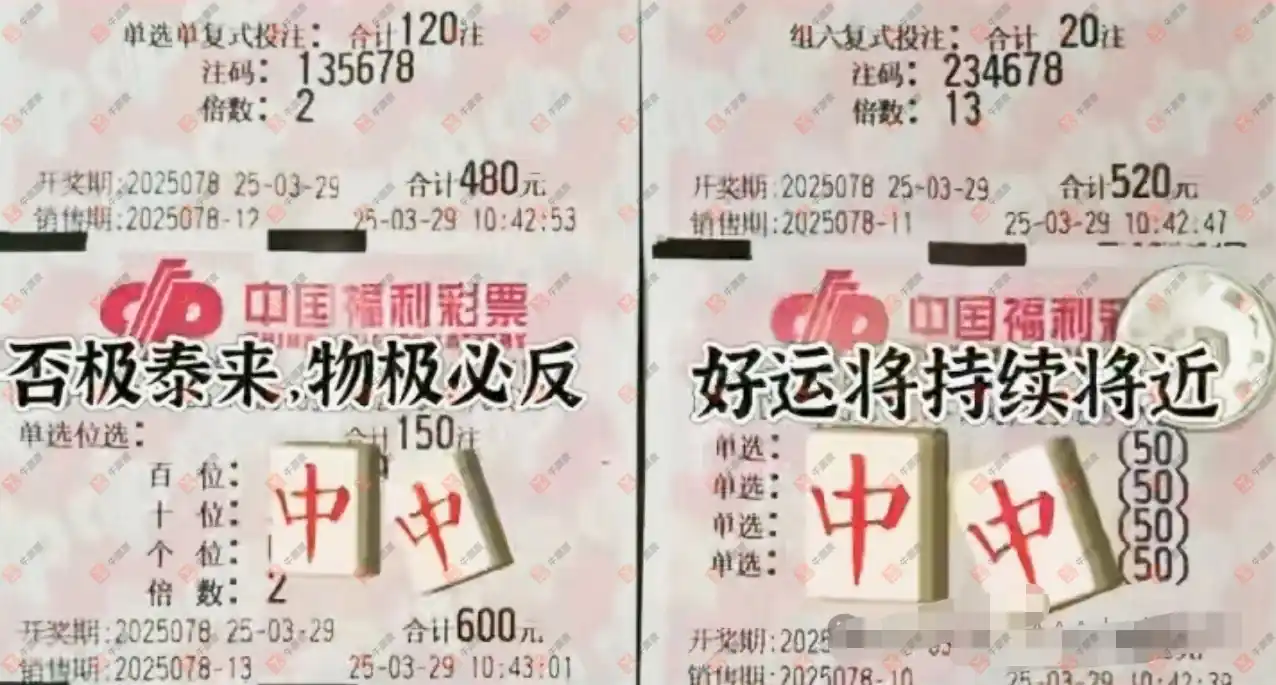 单选单复式投注: 合计120注
注码: 135678
倍数: 2
开奖期:2025078 25-03-29 合计480元
销售期:2025078-12 25-03-29 10:42:53
中国福利彩票
否极泰来,物极必反
单选位选: 合计150注
百 位:
十 位:
个 位:
倍 数: 2
开奖期:2025078 25-03-29 合计600元
销售期:2025078-13 25-03-29 10:43:01
中 中
组六复式投注: 合计 20注
注码: 234678
倍数: 13
开奖期:2025078 25-03-29 合计520元
销售期:2025078-11 25-03-29 10:42:47
中国福利
好运将持续将近
单选: (50)
单选: (50)
单选: (50)
单选: (50)
中 中
开奖期:2025
销售期:2025078-10 25-03-29 10:42:39